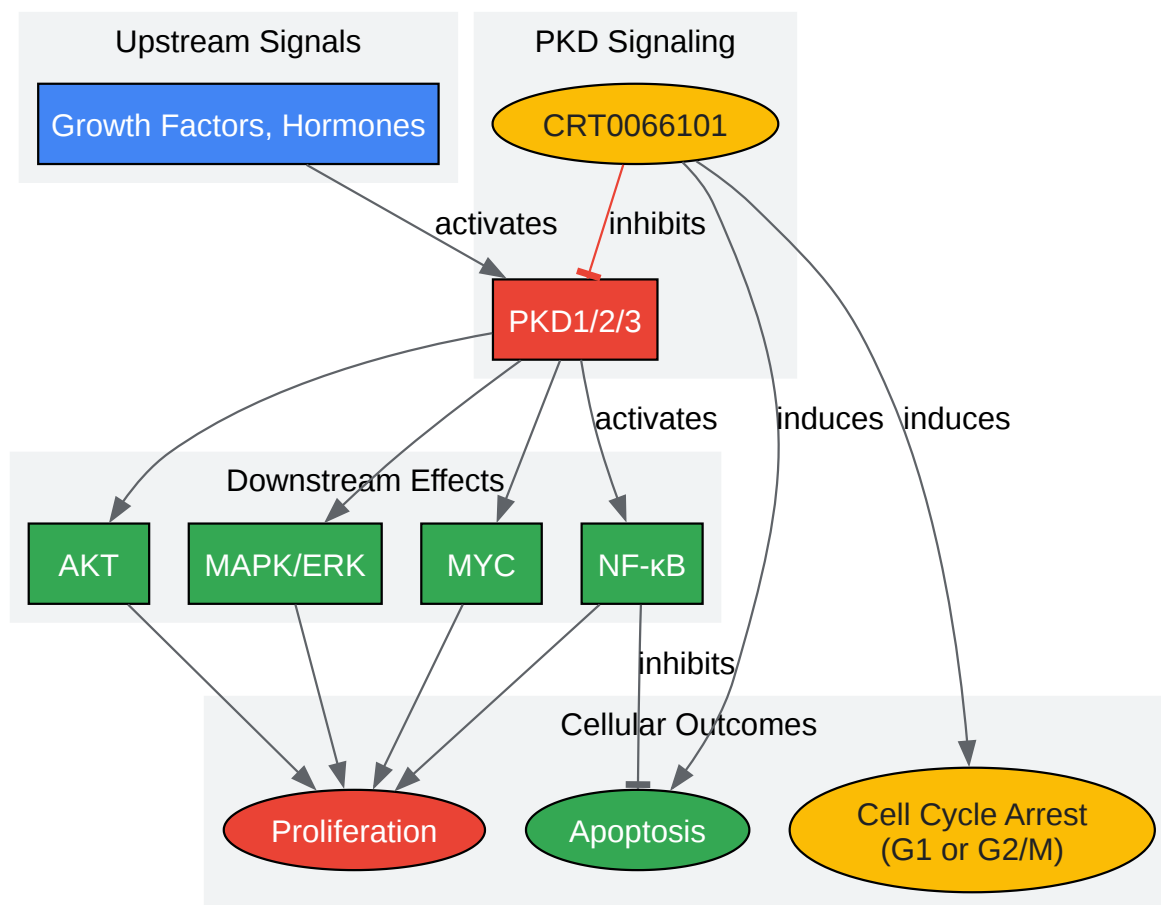 Upstream Signals
PKD Signaling
Growth Factors, Hormones
CRT0066101
activates
inhibits
PKD1/2/3
activates
induces
induces
Downstream Effects
AKT
MAPK/ERK
MYC
NF-κB
inhibits
Cellular Outcomes
Proliferation
Apoptosis
Cell Cycle Arrest
(G1 or G2/M)